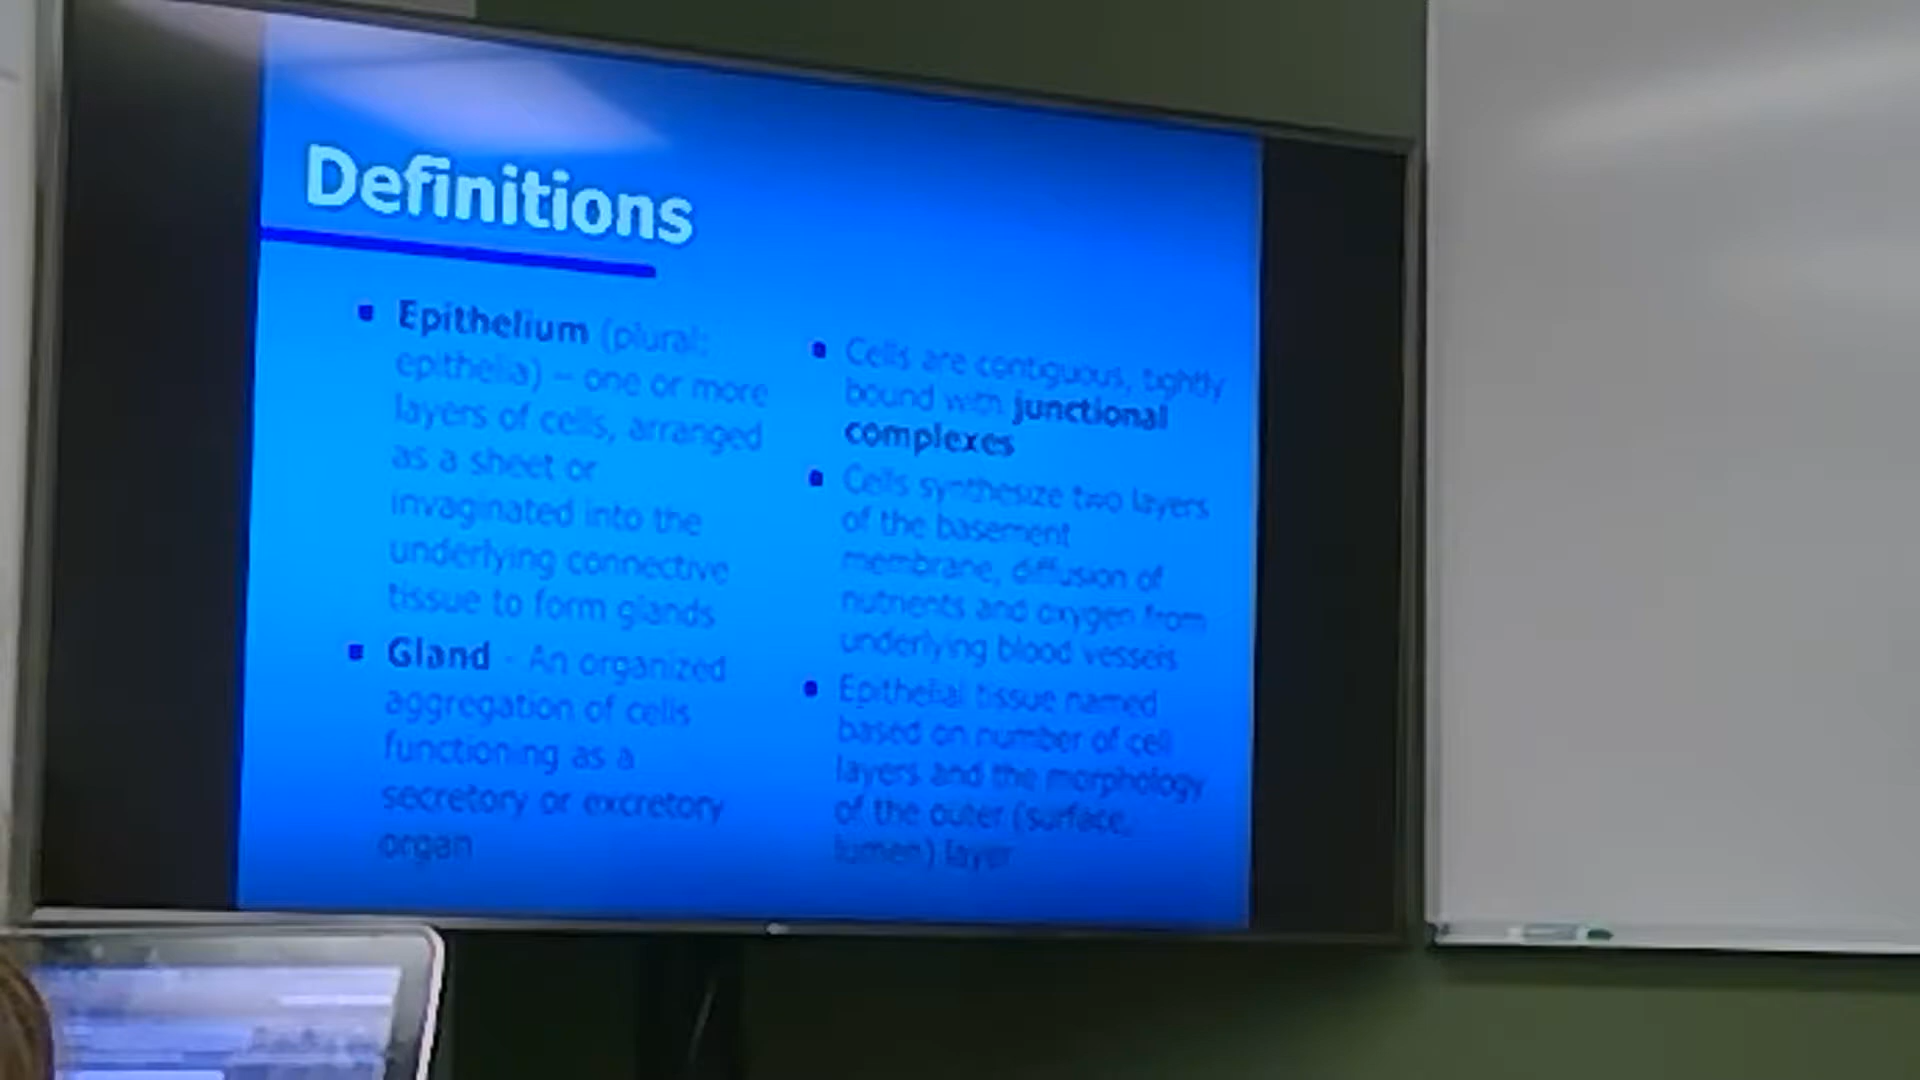 Definitions
Epithelium (plural:
epithelia) – one or more
layers of cells, arranged
as a sheet or
invaginated into the
underlying connective
tissue to form glands
Gland - An organized
aggregation of cells
functioning as a
secretory or excretory
organ
Cells are contiguous, tightly
bound with junctional
complexes
Cells synthesize two layers
of the basement
membrane, diffusion of
nutrients and oxygen from
underlying blood vessels
Epithelial tissue named
based on number of cell
layers and the morphology
of the outer (surface,
lumen) layer